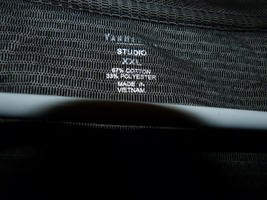 STUDIO
XXL
67% COTTON
33% POLYESTER
MADE IN
VIETNAM